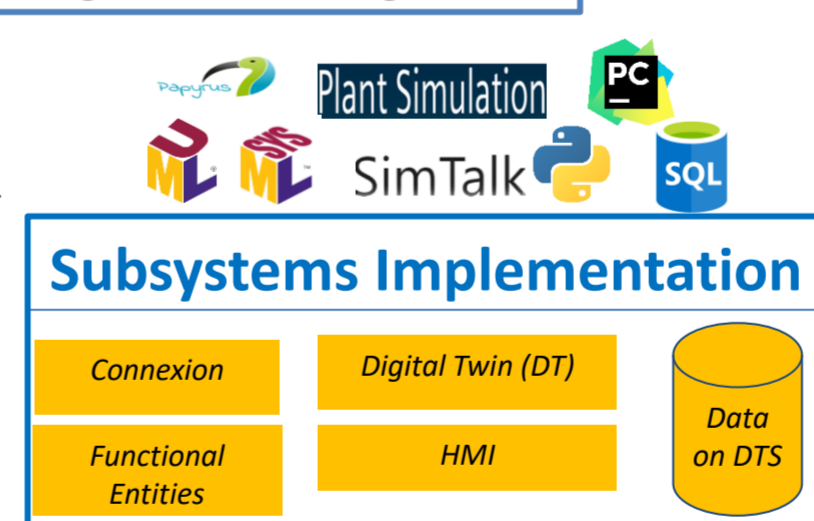 Papyrus
Plant Simulation
PC
UML
SYSML
SimTalk
SQL
Subsystems Implementation
Connexion
Digital Twin (DT)
Functional
Entities
HMI
Data
on DTS